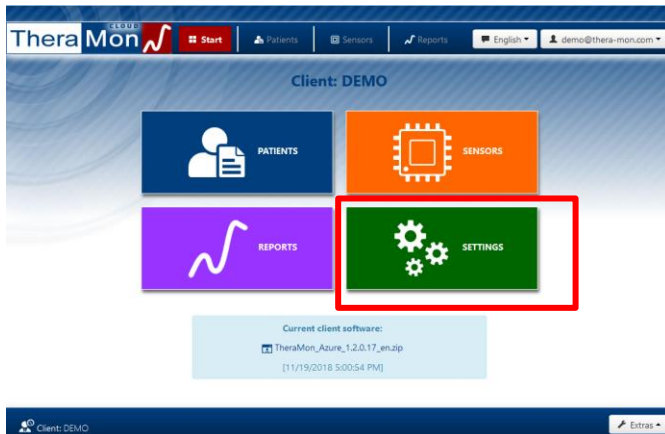 CLOUD
Thera Mon Start Patients Sensors Reports English demo@thera-mon.com
Client: DEMO
PATIENTS SENSORS
REPORTS SETTINGS
Current client software:
TheraMon_Azure_1.2.0.17_en.zip
[11/19/2018 5:00:54 PM]
Client: DEMO Extras